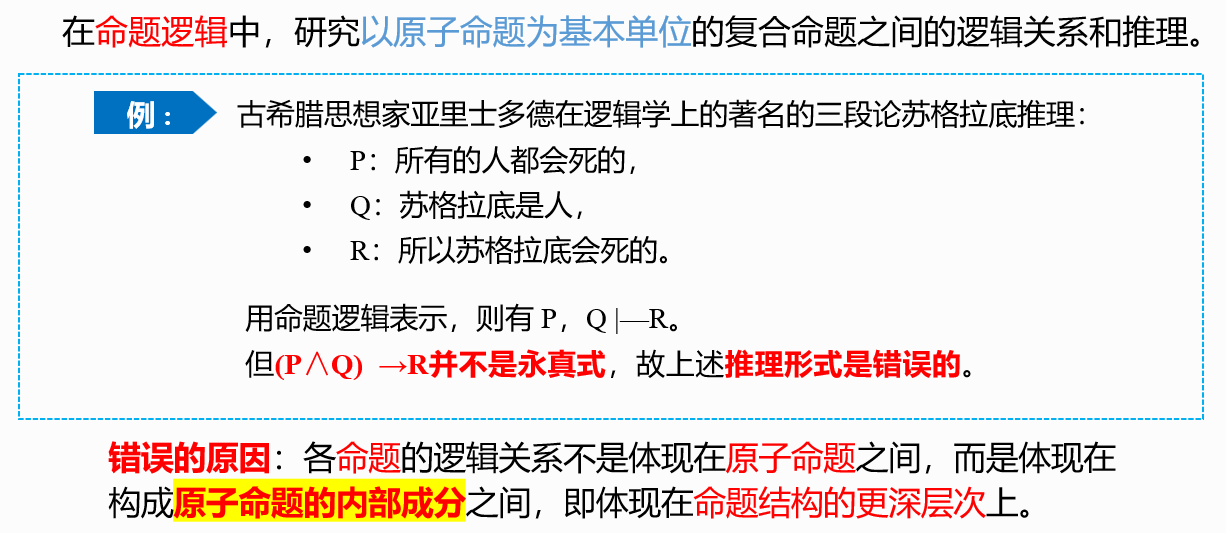 在命题逻辑中，研究以原子命题为基本单位的复合命题之间的逻辑关系和推理。
例： 古希腊思想家亚里士多德在逻辑学上的著名的三段论苏格拉底推理：
• P：所有的人都会死的，
• Q：苏格拉底是人，
• R：所以苏格拉底会死的。
用命题逻辑表示，则有 P，Q |—R。
但(P∧Q) →R并不是永真式，故上述推理形式是错误的。
错误的原因：各命题的逻辑关系不是体现在原子命题之间，而是体现在
构成原子命题的内部成分之间，即体现在命题结构的更深层次上。